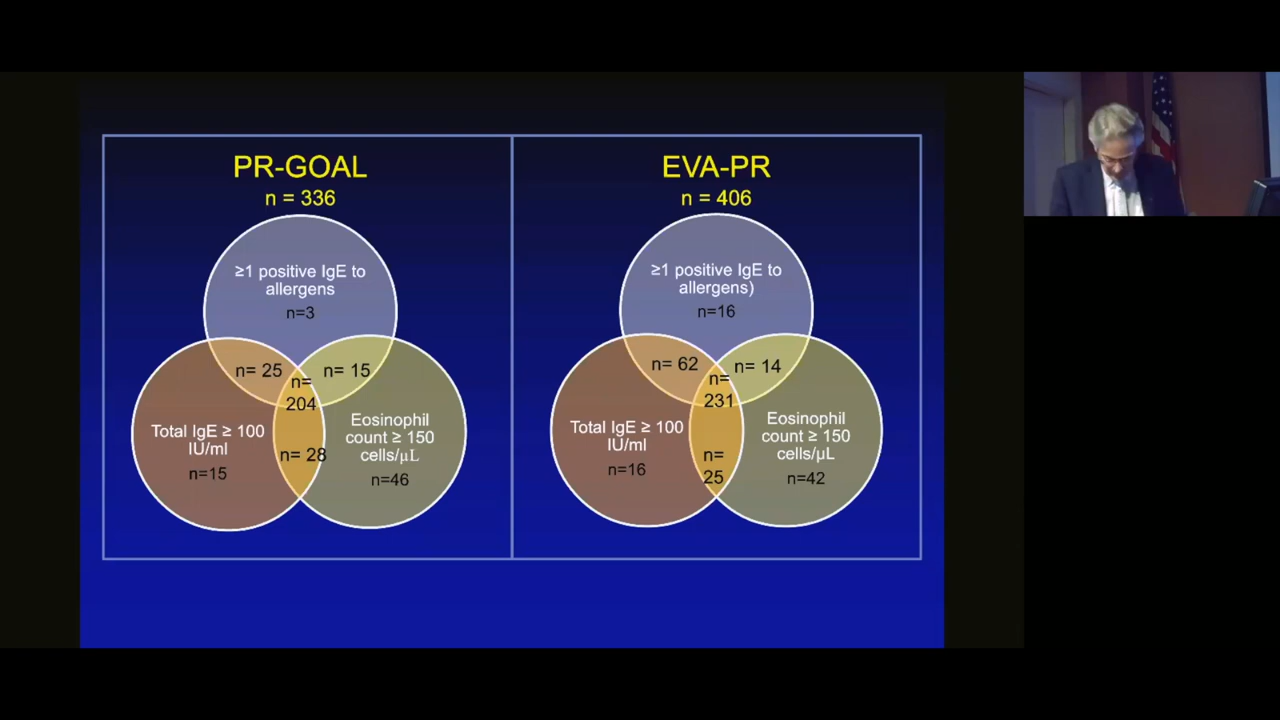 PR-GOAL
n = 336
≥1 positive IgE to
allergens
n=3
n= 25
n= 15
n=
204
Total IgE ≥ 100
IU/ml
n=15
n= 28
Eosinophil
count ≥ 150
cells/µL
n=46
EVA-PR
n = 406
≥1 positive IgE to
allergens)
n=16
n= 62
n= 14
n=
231
Total IgE ≥ 100
IU/ml
n=16
n=
25
Eosinophil
count ≥ 150
cells/µL
n=42